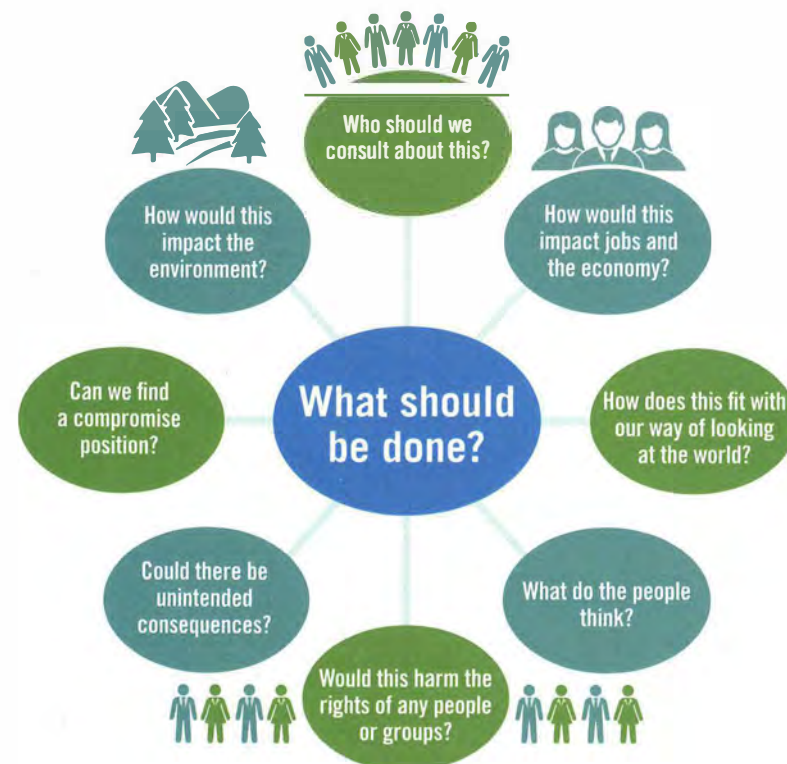 Who should we
consult about this?
How would this
impact the
environment?
How would this
impact jobs and
the economy?
Can we find
a compromise
position?
What should
be done?
How does this fit with
our way of looking
at the world?
Could there be
unintended
consequences?
What do the people
think?
Would this harm the
rights of any people
or groups?